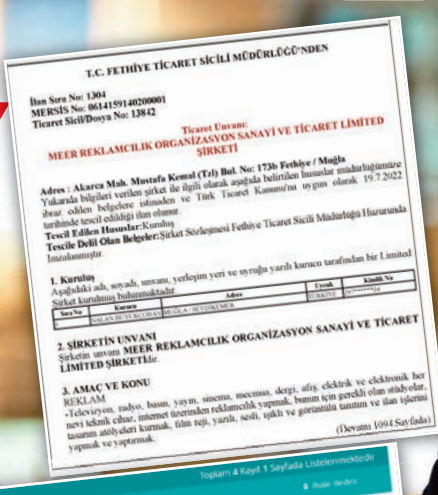 T.C. FETHİYE TİCARET SİCİLİ MÜDÜRLÜĞÜ'NDEN
İlan Sıra No: 1304
MERSİS No: 0614159140200001
Ticaret Sicil/Dosya No: 13842
Ticaret Unvanı:
MEER REKLAMCILIK ORGANİZASYON SANAYİ VE TİCARET LİMİTED
ŞİRKETİ
Adres : Akarca Mah. Mustafa Kemal (Tzl) Bul. No: 173b Fethiye / Muğla
Yukarıda bilgileri verilen şirket ile ilgili olarak aşağıda belirtilen hususlar müdürlüğümüze
ibraz edilen belgelere istinaden ve Türk Ticaret Kanunu'na uygun olarak 19.7.2022
tarihinde tescil edildiği ilan olunur.
Tescil Edilen Hususlar:Kuruluş
Tescile Delil Olan Belgeler:Şirket Sözleşmesi Fethiye Ticaret Sicili Müdürlüğü Huzurunda
İmzalanmıştır.
1. Kuruluş
Aşağıdaki adı, soyadı, unvanı, yerleşim yeri ve uyruğu yazılı kurucu tarafından bir Limited
Şirket kurulmuş bulunmaktadır.
Sıra No Kurucu Adres Uyruk Kimlik No
1 MUĞLA / SEYDİKEMER TÜRKİYE
2. ŞİRKETİN UNVANI
Şirketin unvanı MEER REKLAMCILIK ORGANİZASYON SANAYİ VE TİCARET
LİMİTED ŞİRKETİdir.
3. AMAÇ VE KONU
REKLAM
-Televizyon, radyo, basın, yayın, sinema, mecmua, dergi, afiş, elektrik ve elektronik her
nevi teknik cihaz, internet üzerinden reklamcılık yapmak, bunun için gerekli olan stüdyolar,
tasarım atölyeleri kurmak, film teji, yazılı, sesli, ışıklı ve görüntülü tanıtım ve ilan işlerini
yapmak ve yaptırmak.
(Devamı 1094.Sayfada)
Toplam 4 Kayıt 1 Sayfada Listelenmektedir
İhale Bedeli